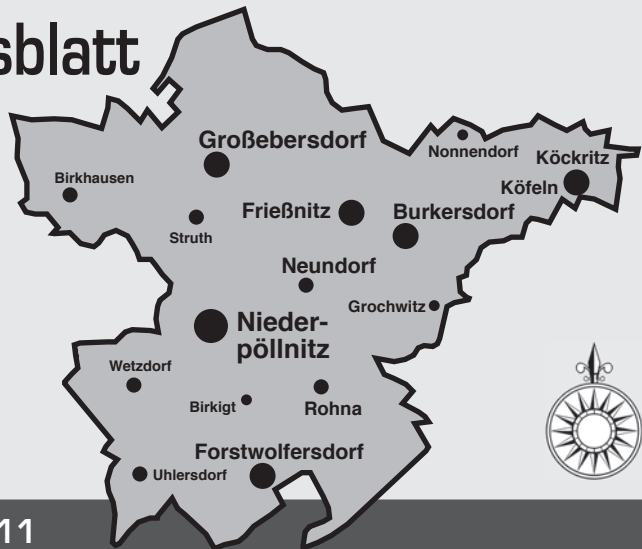 sblatt
Großebersdorf
Nonnendorf
Köckritz
Birkhausen
Köfeln
Frießnitz
Burkersdorf
Struth
Neundorf
Grochwitz
Nieder-
pöllnitz
Wetzdorf
Birkigt
Rohna
Forstwolfersdorf
Uhlersdorf
11